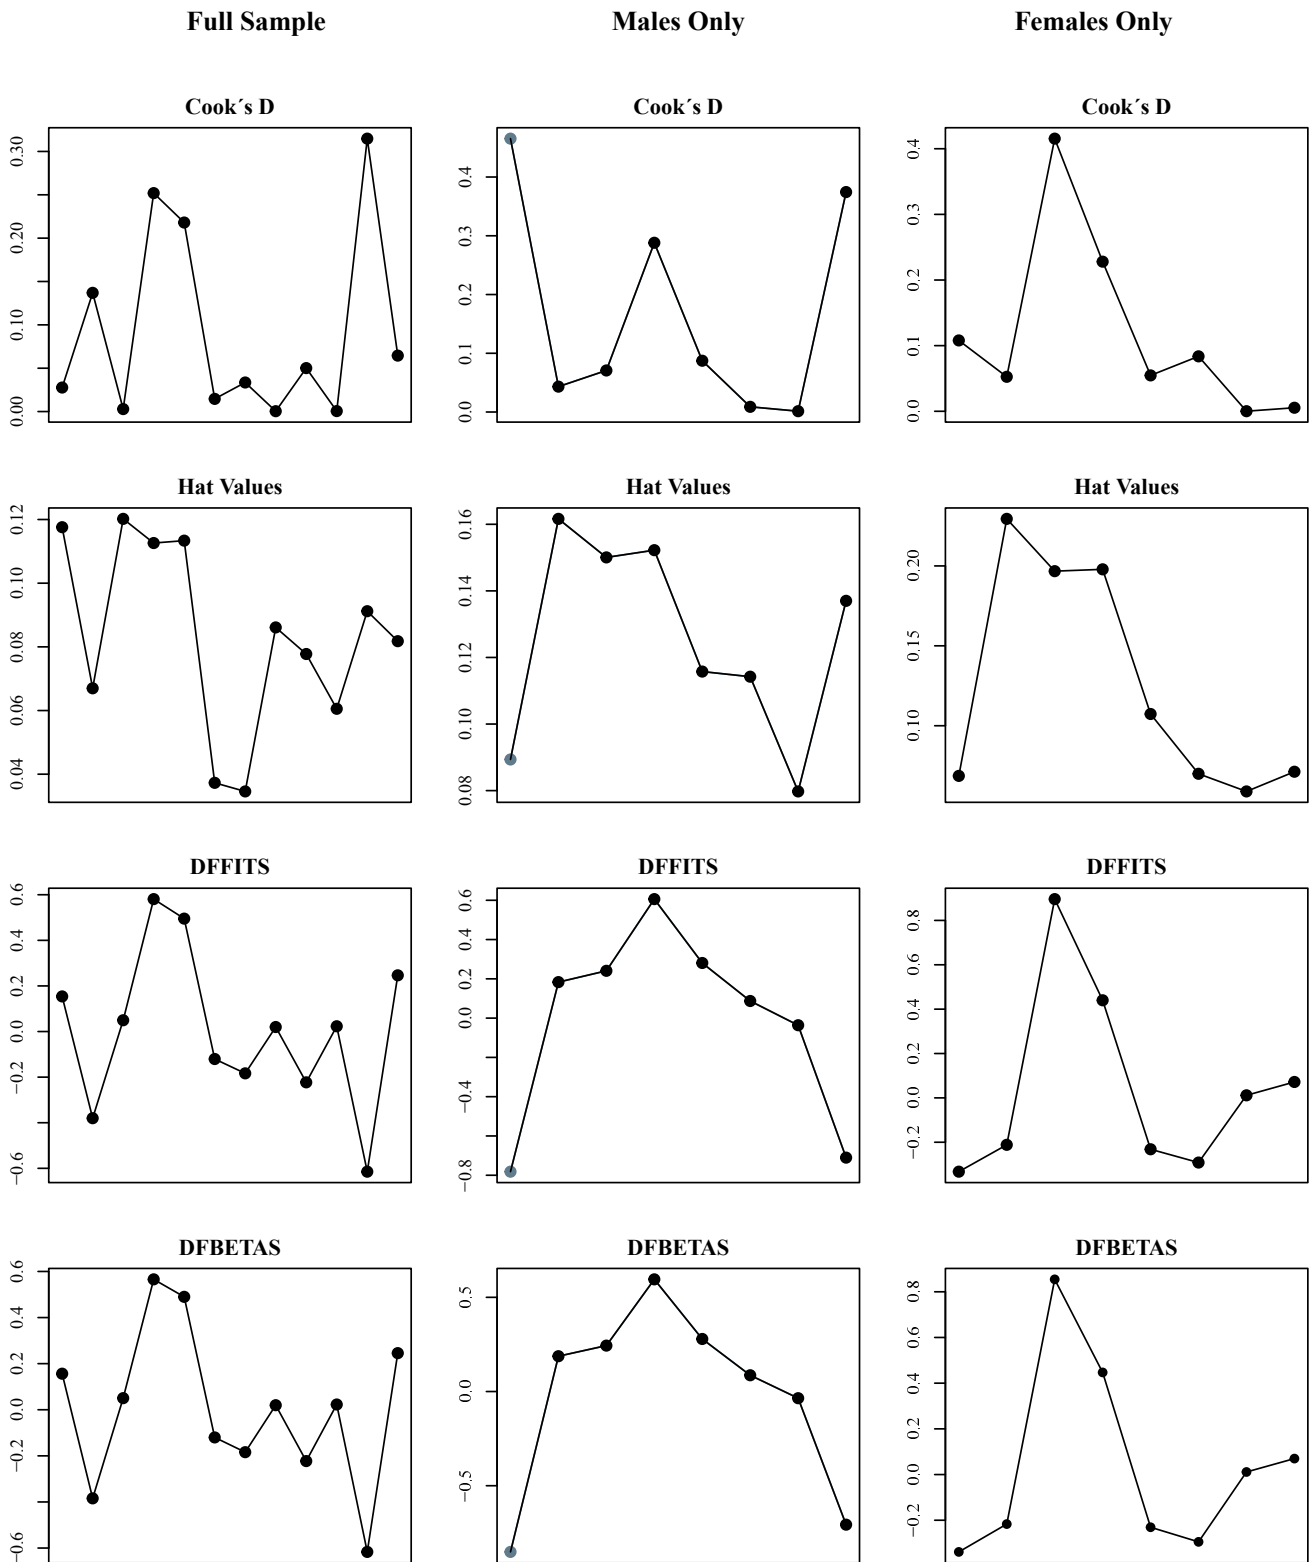 Full Sample Males Only Females Only
Cook´s D Cook´s D Cook´s D
0.30 0.20 0.10 0.00
0.4 0.3 0.2 0.1 0.0
0.4 0.3 0.2 0.1 0.0
Hat Values Hat Values Hat Values
0.12 0.10 0.08 0.06 0.04
0.16 0.14 0.12 0.10 0.08
0.20 0.15 0.10
DFFITS DFFITS DFFITS
0.6 0.4 0.2 0.0 −0.2 −0.6
0.6 0.4 0.2 0.0 −0.4 −0.8
0.8 0.6 0.4 0.2 0.0 −0.2
DFBETAS DFBETAS DFBETAS
0.6 0.4 0.2 0.0 −0.2 −0.6
0.5 0.0 −0.5
0.8 0.6 0.4 0.2 0.0 −0.2